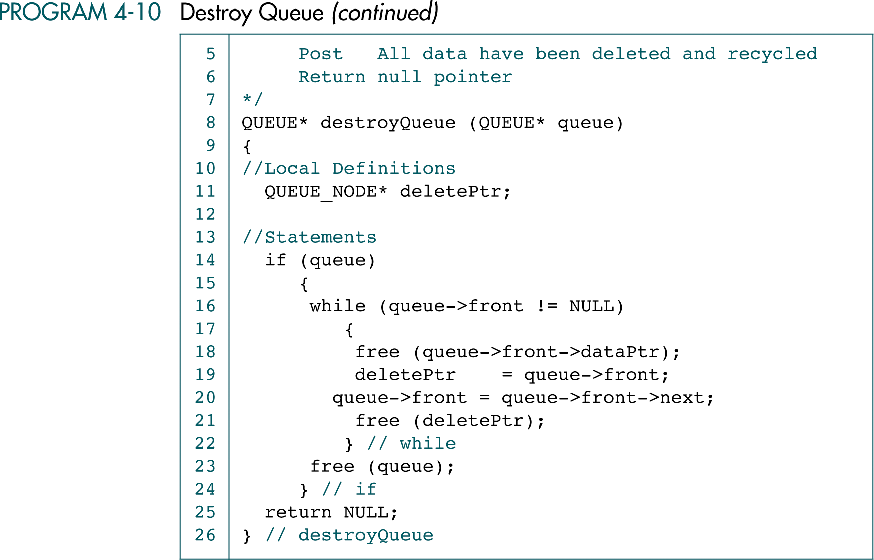 PROGRAM 4-10 Destroy Queue (continued)
5 Post All data have been deleted and recycled
6 Return null pointer
7 */
8 QUEUE* destroyQueue (QUEUE* queue)
9 {
10 //Local Definitions
11 QUEUE_NODE* deletePtr;
12
13 //Statements
14 if (queue)
15 {
16 while (queue->front != NULL)
17 {
18 free (queue->front->dataPtr);
19 deletePtr = queue->front;
20 queue->front = queue->front->next;
21 free (deletePtr);
22 } // while
23 free (queue);
24 } // if
25 return NULL;
26 } // destroyQueue